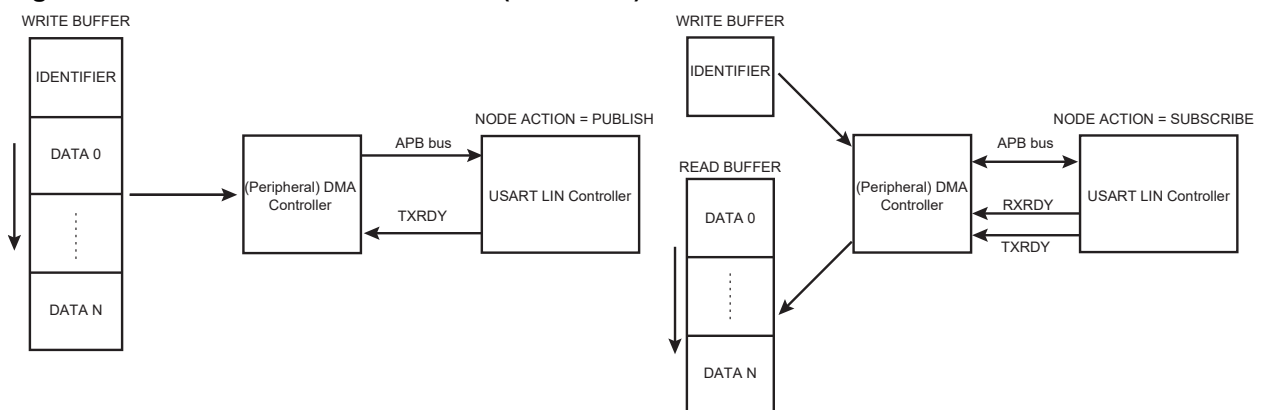 WRITE BUFFER
IDENTIFIER
DATA 0
DATA N
(Peripheral) DMA
Controller
APB bus
TXRDY
NODE ACTION = PUBLISH
USART LIN Controller
WRITE BUFFER
IDENTIFIER
READ BUFFER
DATA 0
DATA N
(Peripheral) DMA
Controller
APB bus
RXRDY
TXRDY
NODE ACTION = SUBSCRIBE
USART LIN Controller